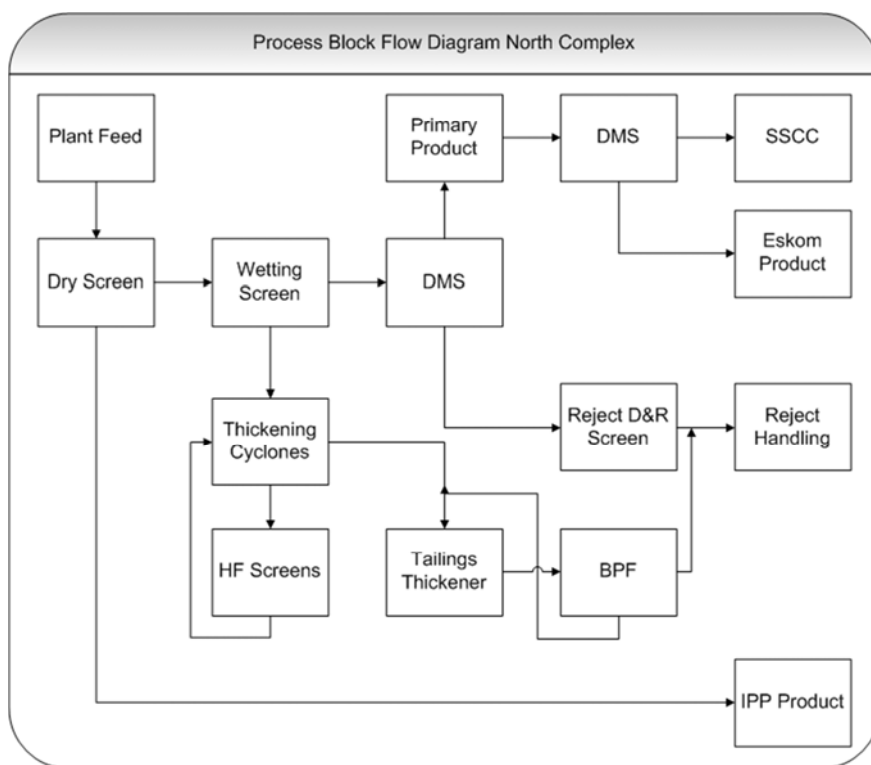 Process Block Flow Diagram North Complex
Plant Feed
Primary
Product
DMS
SSCC
Eskom
Product
Dry Screen
Wetting
Screen
DMS
Thickening
Cyclones
Reject D&R
Screen
Reject
Handling
HF Screens
Tailings
Thickener
BPF
IPP Product